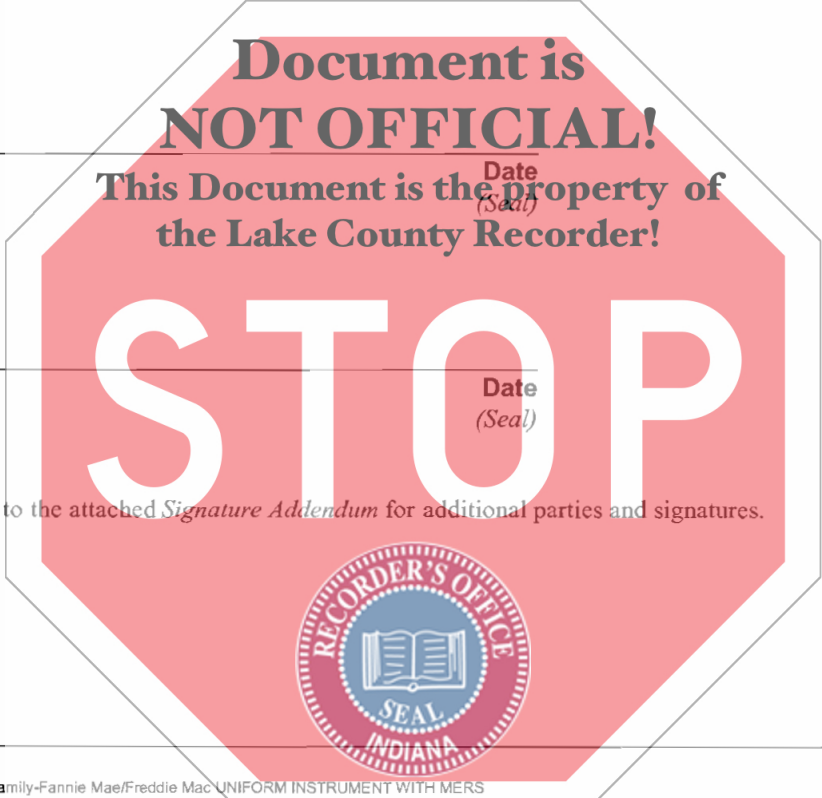 Document is
NOT OFFICIAL!
Date
This Document is the property of
(Seal)
the Lake County Recorder!
STOP
Date
(Seal)
to the attached Signature Addendum for additional parties and signatures.
RECORDER'S OFFICE
SEAL
INDIANA
amily-Fannie Mae/Freddie Mac UNIFORM INSTRUMENT WITH MERS